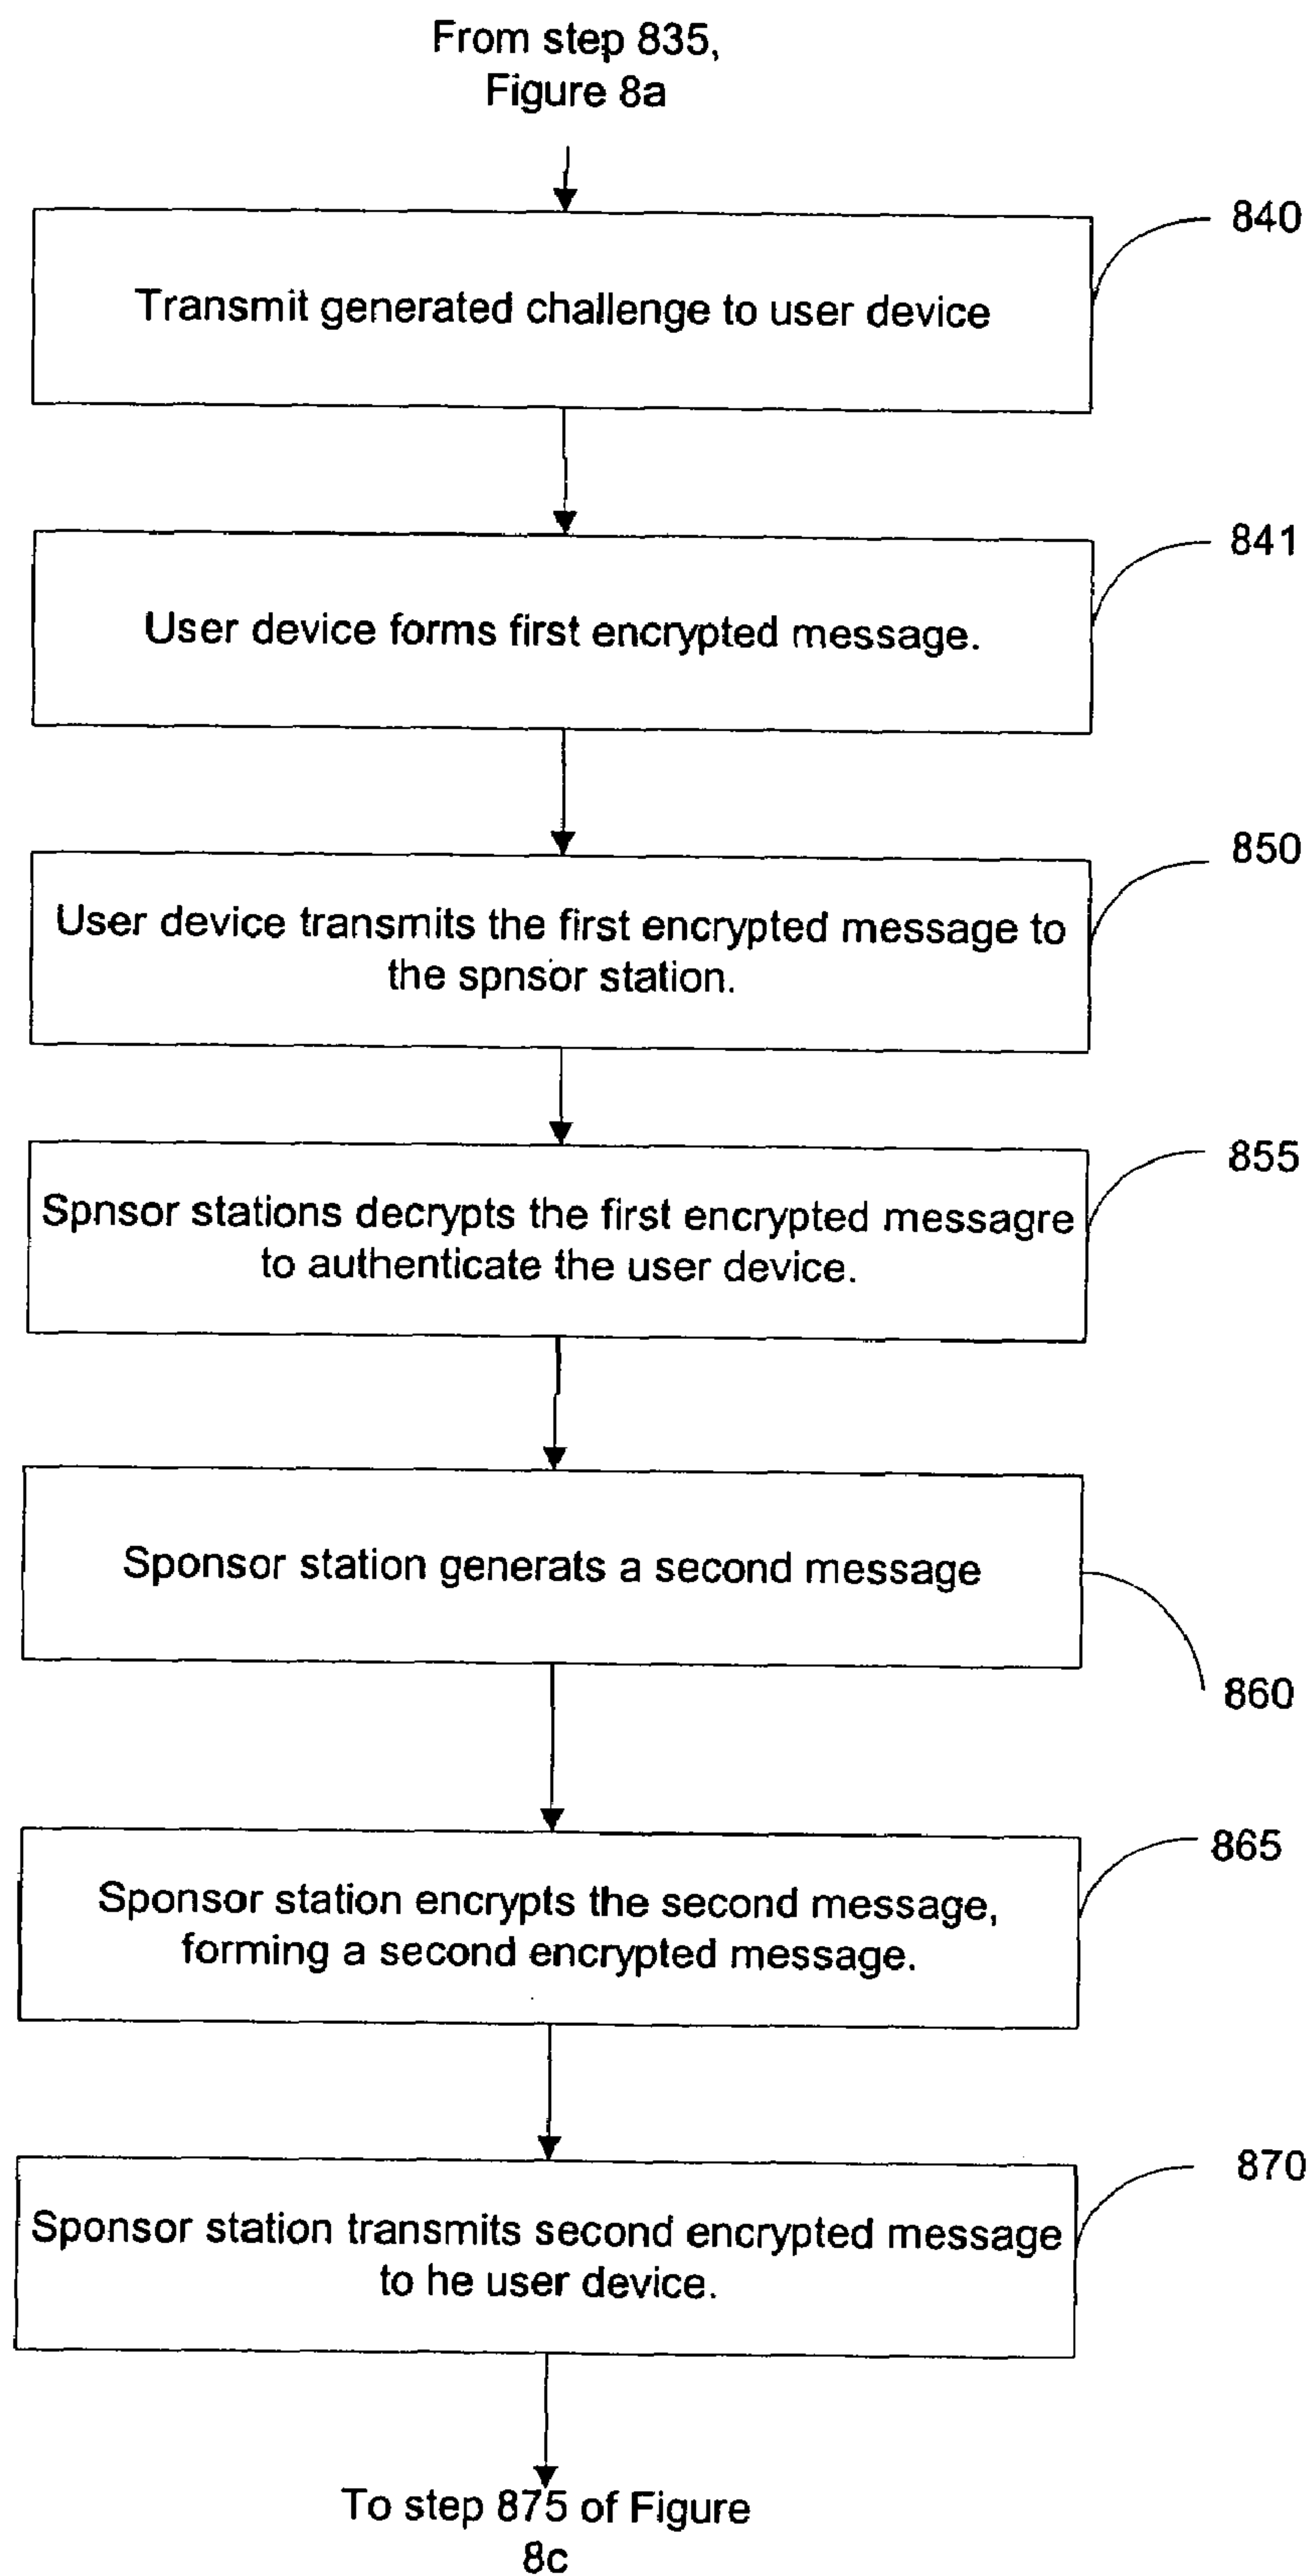 From step 835,
Figure 8a
840
Transmit generated challenge to user device
841
User device forms first encrypted message.
850
User device transmits the first encrypted message to
the spnsor station.
855
Spnsor stations decrypts the first encrypted messagre
to authenticate the user device.
Sponsor station generats a second message
860
865
Sponsor station encrypts the second message,
forming a second encrypted message.
870
Sponsor station transmits second encrypted message
to he user device.
To step 875 of Figure
8c